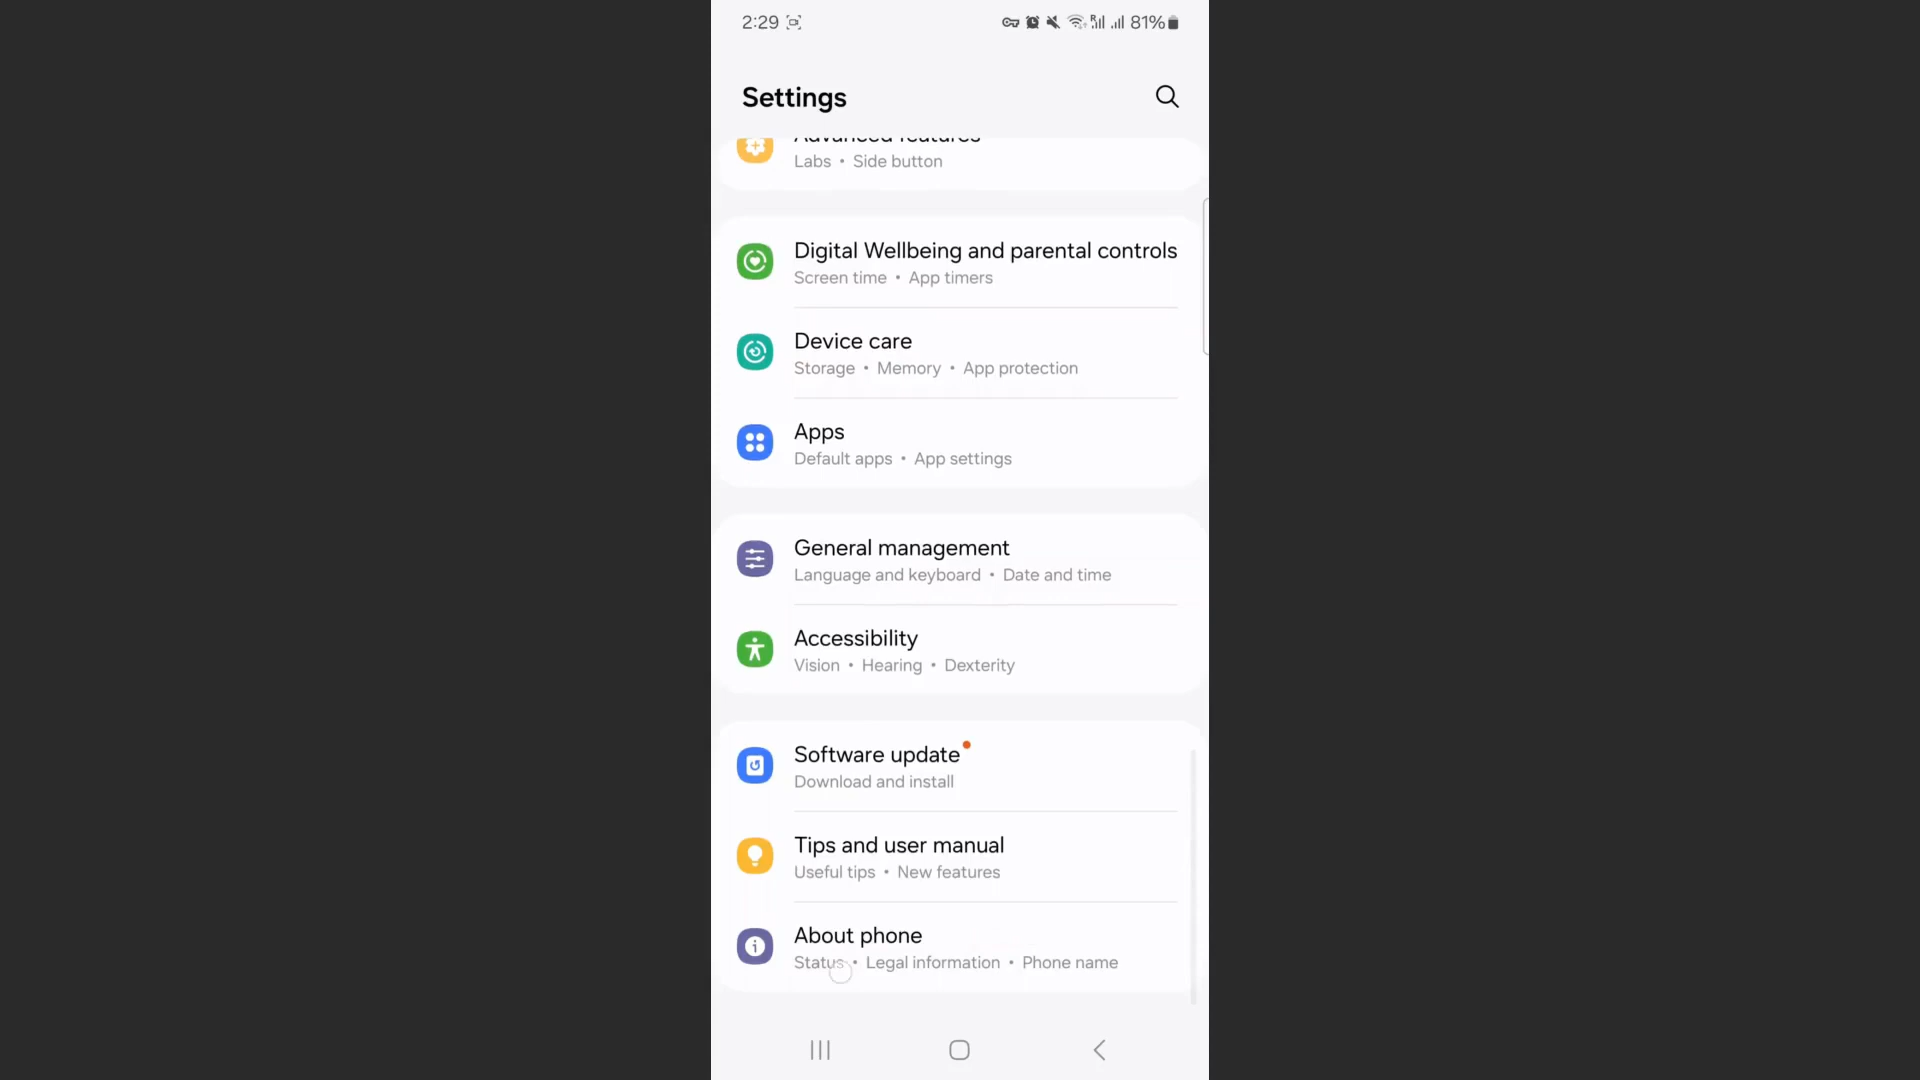 2:29
81%
Settings
Advanced features
Labs • Side button
Digital Wellbeing and parental controls
Screen time • App timers
Device care
Storage • Memory • App protection
Apps
Default apps • App settings
General management
Language and keyboard • Date and time
Accessibility
Vision • Hearing • Dexterity
Software update
Download and install
Tips and user manual
Useful tips • New features
About phone
Status • Legal information • Phone name